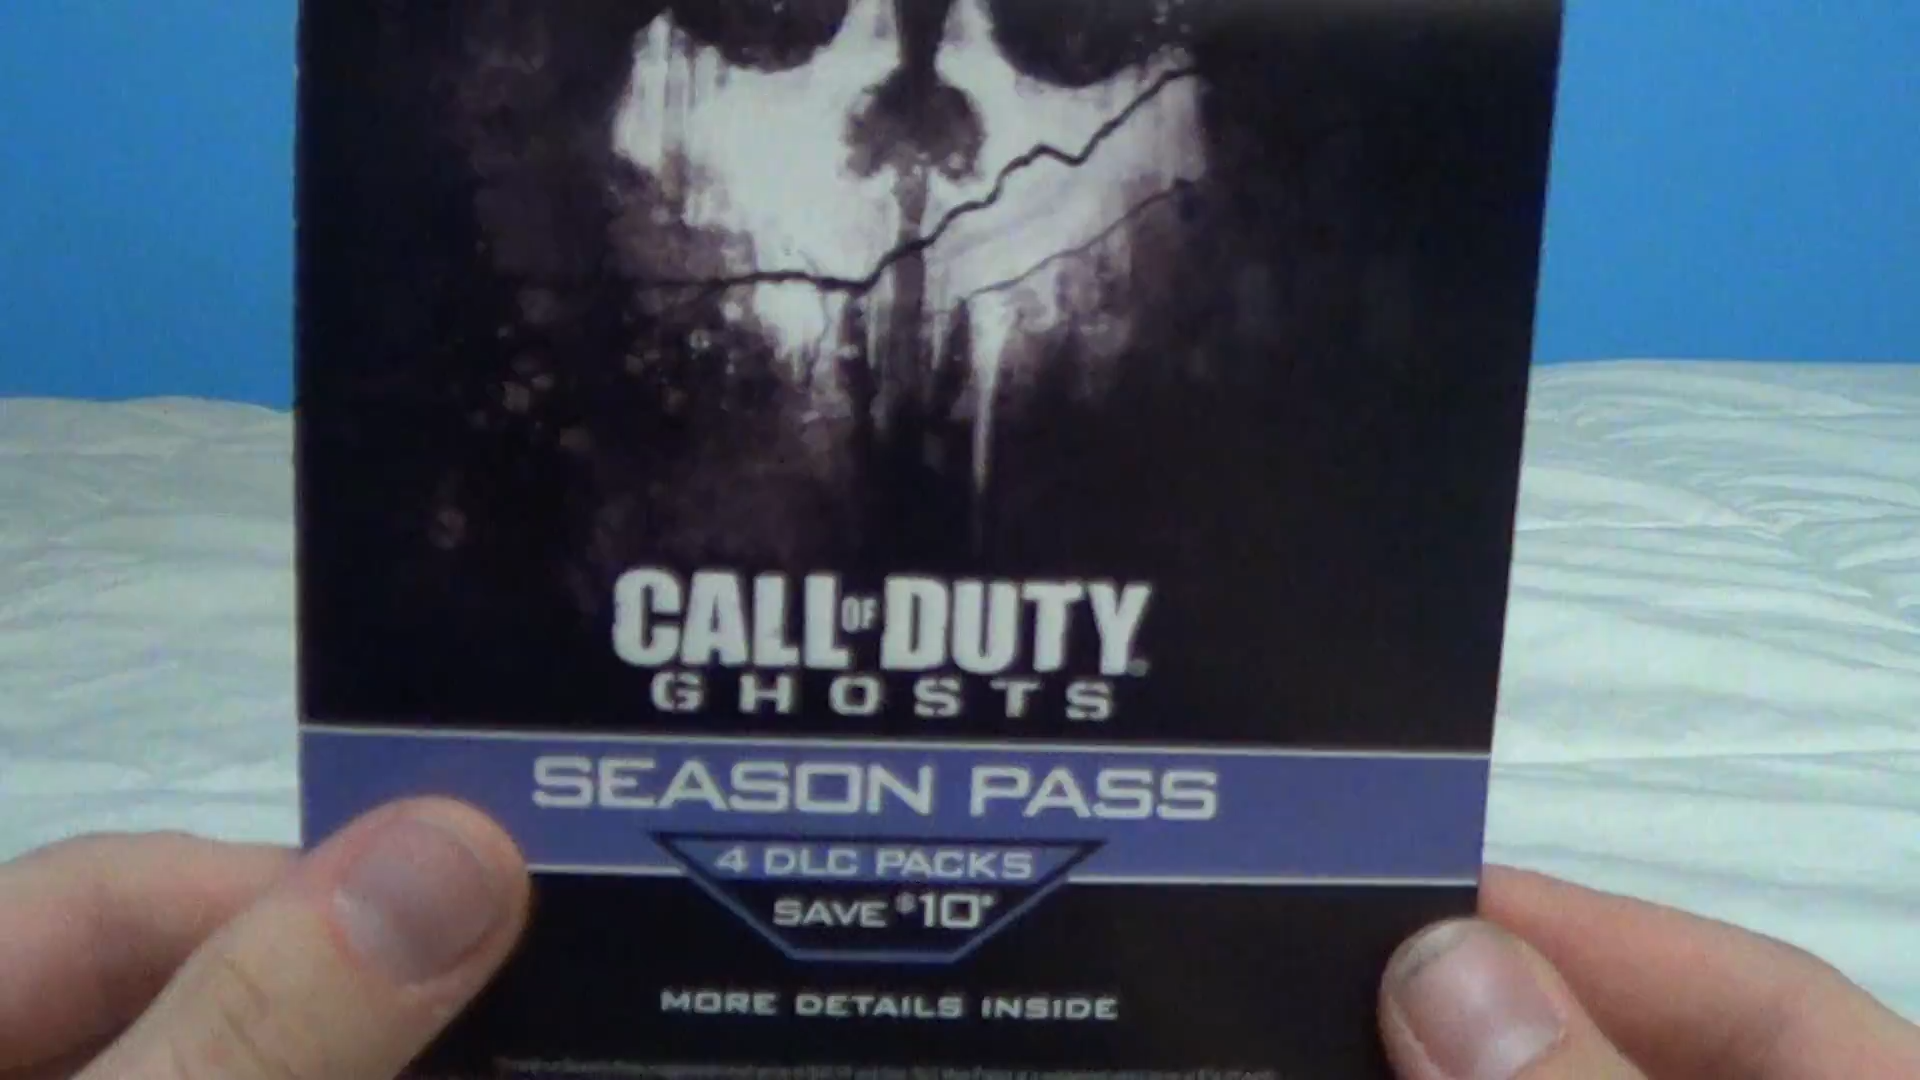 CALL OF DUTY
GHOSTS
SEASON PASS
4 DLC PACKS
SAVE $10*
MORE DETAILS INSIDE